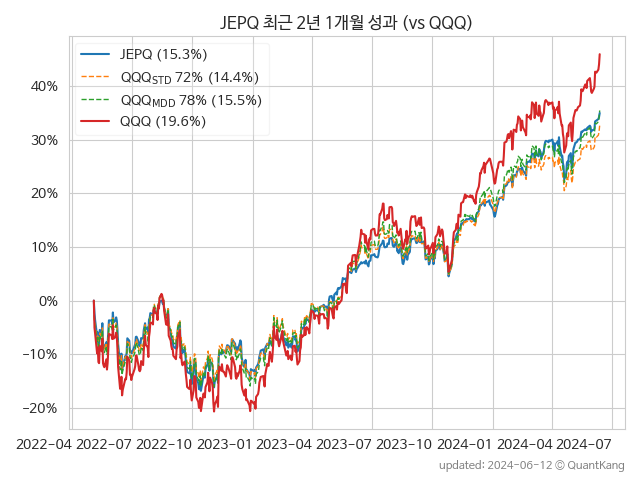 JEPQ 최근 2년 1개월 성과 (vs QQQ)
JEPQ (15.3%)
QQQSTD 72% (14.4%)
QQQMDD 78% (15.5%)
QQQ (19.6%)
40%
30%
20%
10%
0%
−10%
−20%
2022-04 2022-07 2022-10 2023-01 2023-04 2023-07 2023-10 2024-01 2024-04 2024-07
updated: 2024-06-12 © QuantKang